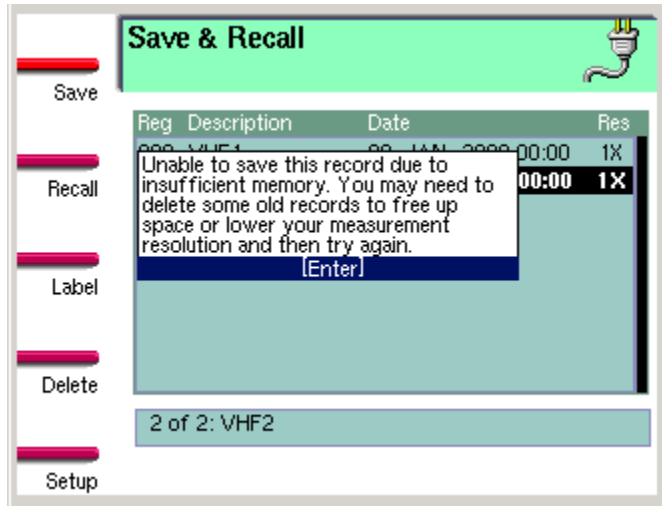 Save & Recall
Save
Recall
Label
Delete
Setup
Reg Description Date Res
00:00 1X
00:00 1X
Unable to save this record due to
insufficient memory. You may need to
delete some old records to free up
space or lower your measurement
resolution and then try again.
[Enter]
2 of 2: VHF2